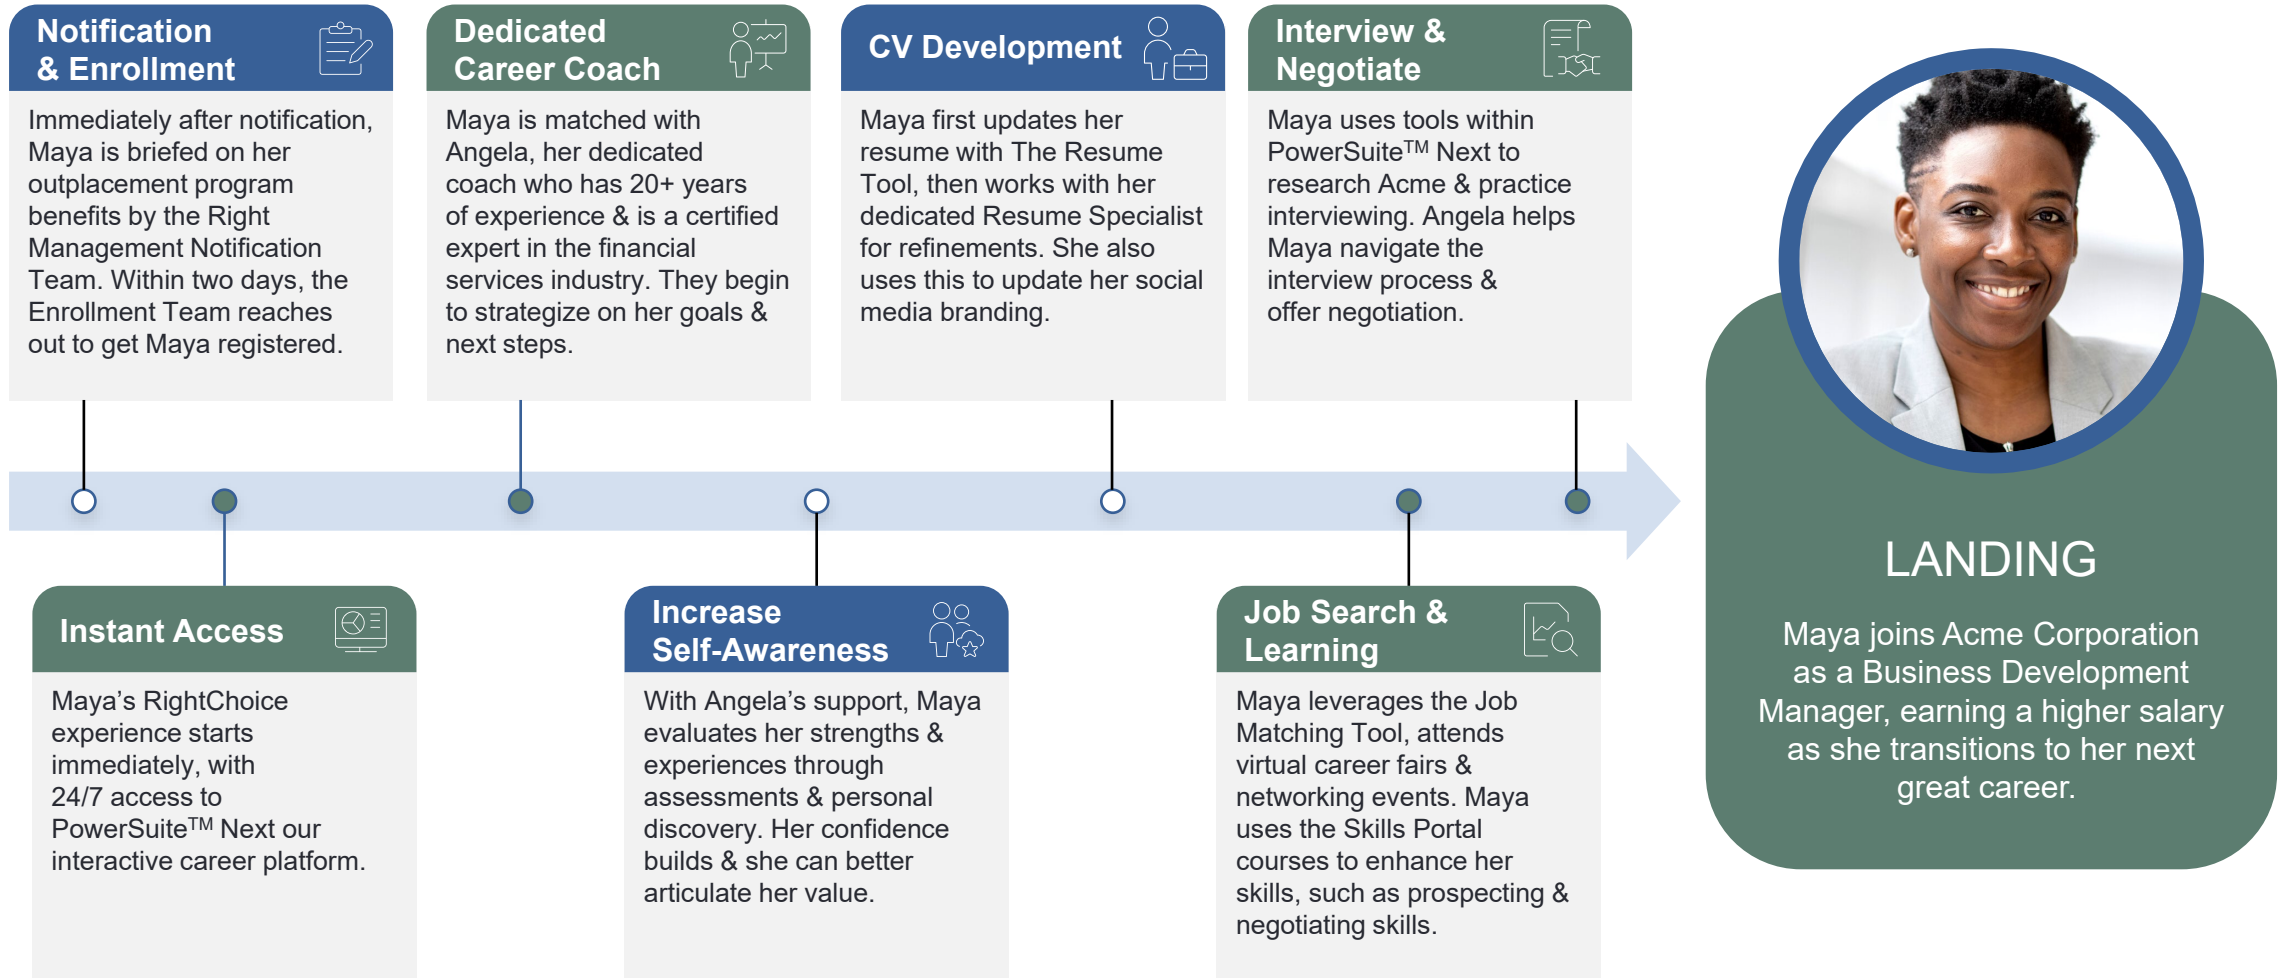 Notification
& Enrollment
Immediately after notification,
Maya is briefed on her
outplacement program
benefits by the Right
Management Notification
Team. Within two days, the
Enrollment Team reaches
out to get Maya registered.
Dedicated
Career Coach
Maya is matched with
Angela, her dedicated
coach who has 20+ years
of experience & is a certified
expert in the financial
services industry. They begin
to strategize on her goals &
next steps.
CV Development
Maya first updates her
resume with The Resume
Tool, then works with her
dedicated Resume Specialist
for refinements. She also
uses this to update her social
media branding.
Interview &
Negotiate
Maya uses tools within
PowerSuite™ Next to
research Acme & practice
interviewing. Angela helps
Maya navigate the
interview process &
offer negotiation.
Instant Access
Maya’s RightChoice
experience starts
immediately, with
24/7 access to
PowerSuite™ Next our
interactive career platform.
Increase
Self-Awareness
With Angela’s support, Maya
evaluates her strengths &
experiences through
assessments & personal
discovery. Her confidence
builds & she can better
articulate her value.
Job Search &
Learning
Maya leverages the Job
Matching Tool, attends
virtual career fairs &
networking events. Maya
uses the Skills Portal
courses to enhance her
skills, such as prospecting &
negotiating skills.
LANDING
Maya joins Acme Corporation
as a Business Development
Manager, earning a higher salary
as she transitions to her next
great career.